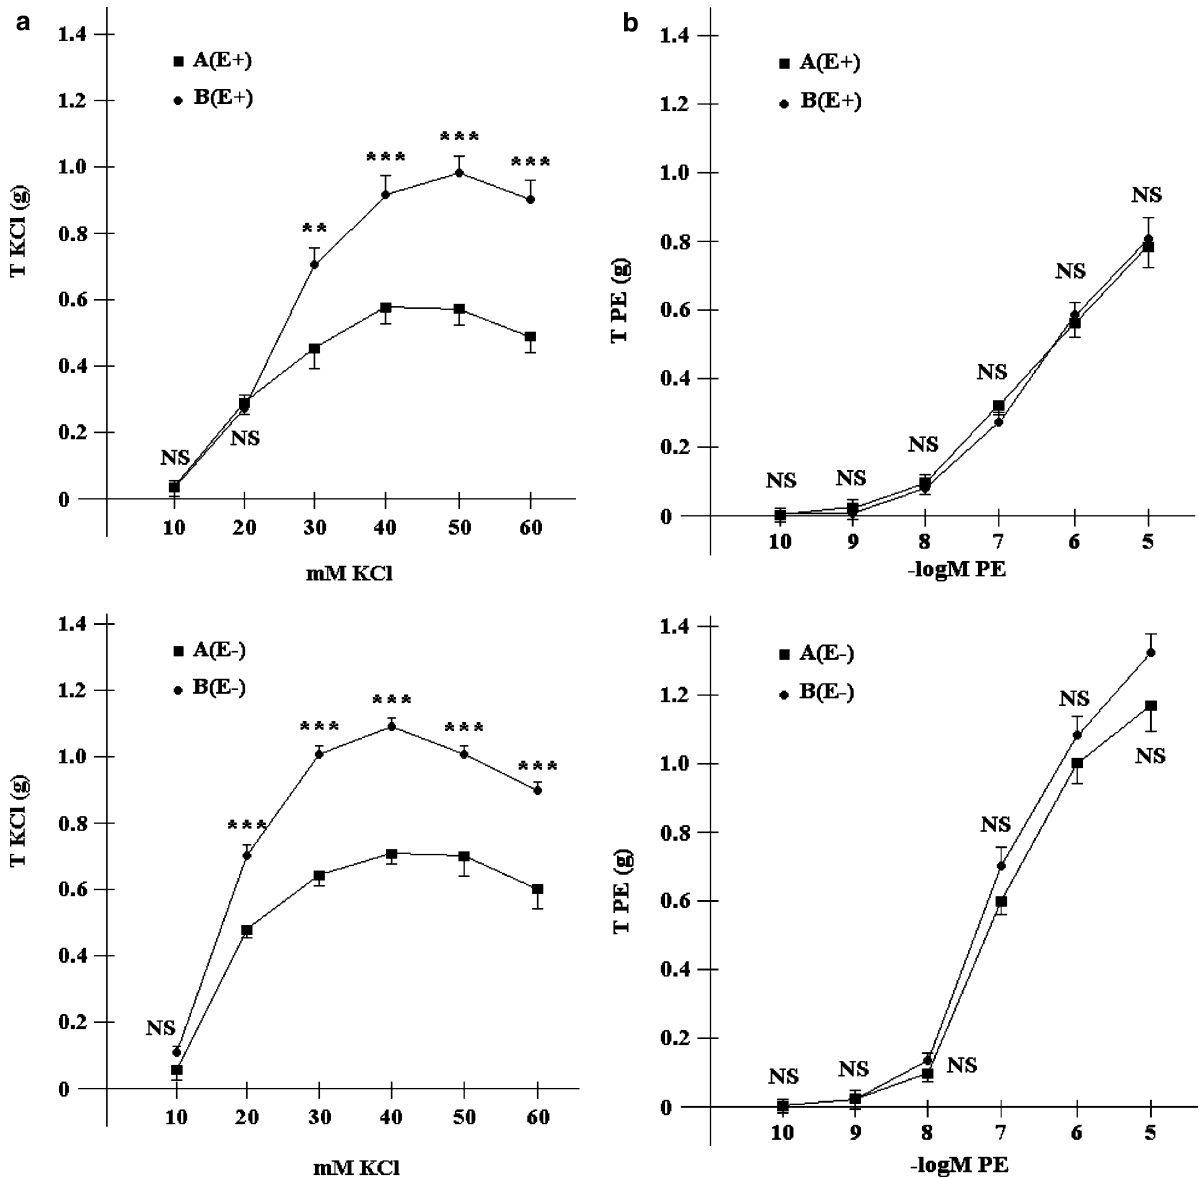 a
1.4
1.2
1.0
0.8
0.6
0.4
0.2
0
T KCl (g)
A(E+)
B(E+)
NS
NS
**
***
***
***
10 20 30 40 50 60
mM KCl
b
1.4
1.2
1.0
0.8
0.6
0.4
0.2
0
T PE (g)
A(E+)
B(E+)
NS
NS
NS
NS
NS
NS
10 9 8 7 6 5
-logM PE
1.4
1.2
1.0
0.8
0.6
0.4
0.2
0
T KCl (g)
A(E-)
B(E-)
NS
***
***
***
***
***
10 20 30 40 50 60
mM KCl
1.4
1.2
1.0
0.8
0.6
0.4
0.2
0
T PE (g)
A(E-)
B(E-)
NS
NS
NS
NS
NS
NS
10 9 8 7 6 5
-logM PE